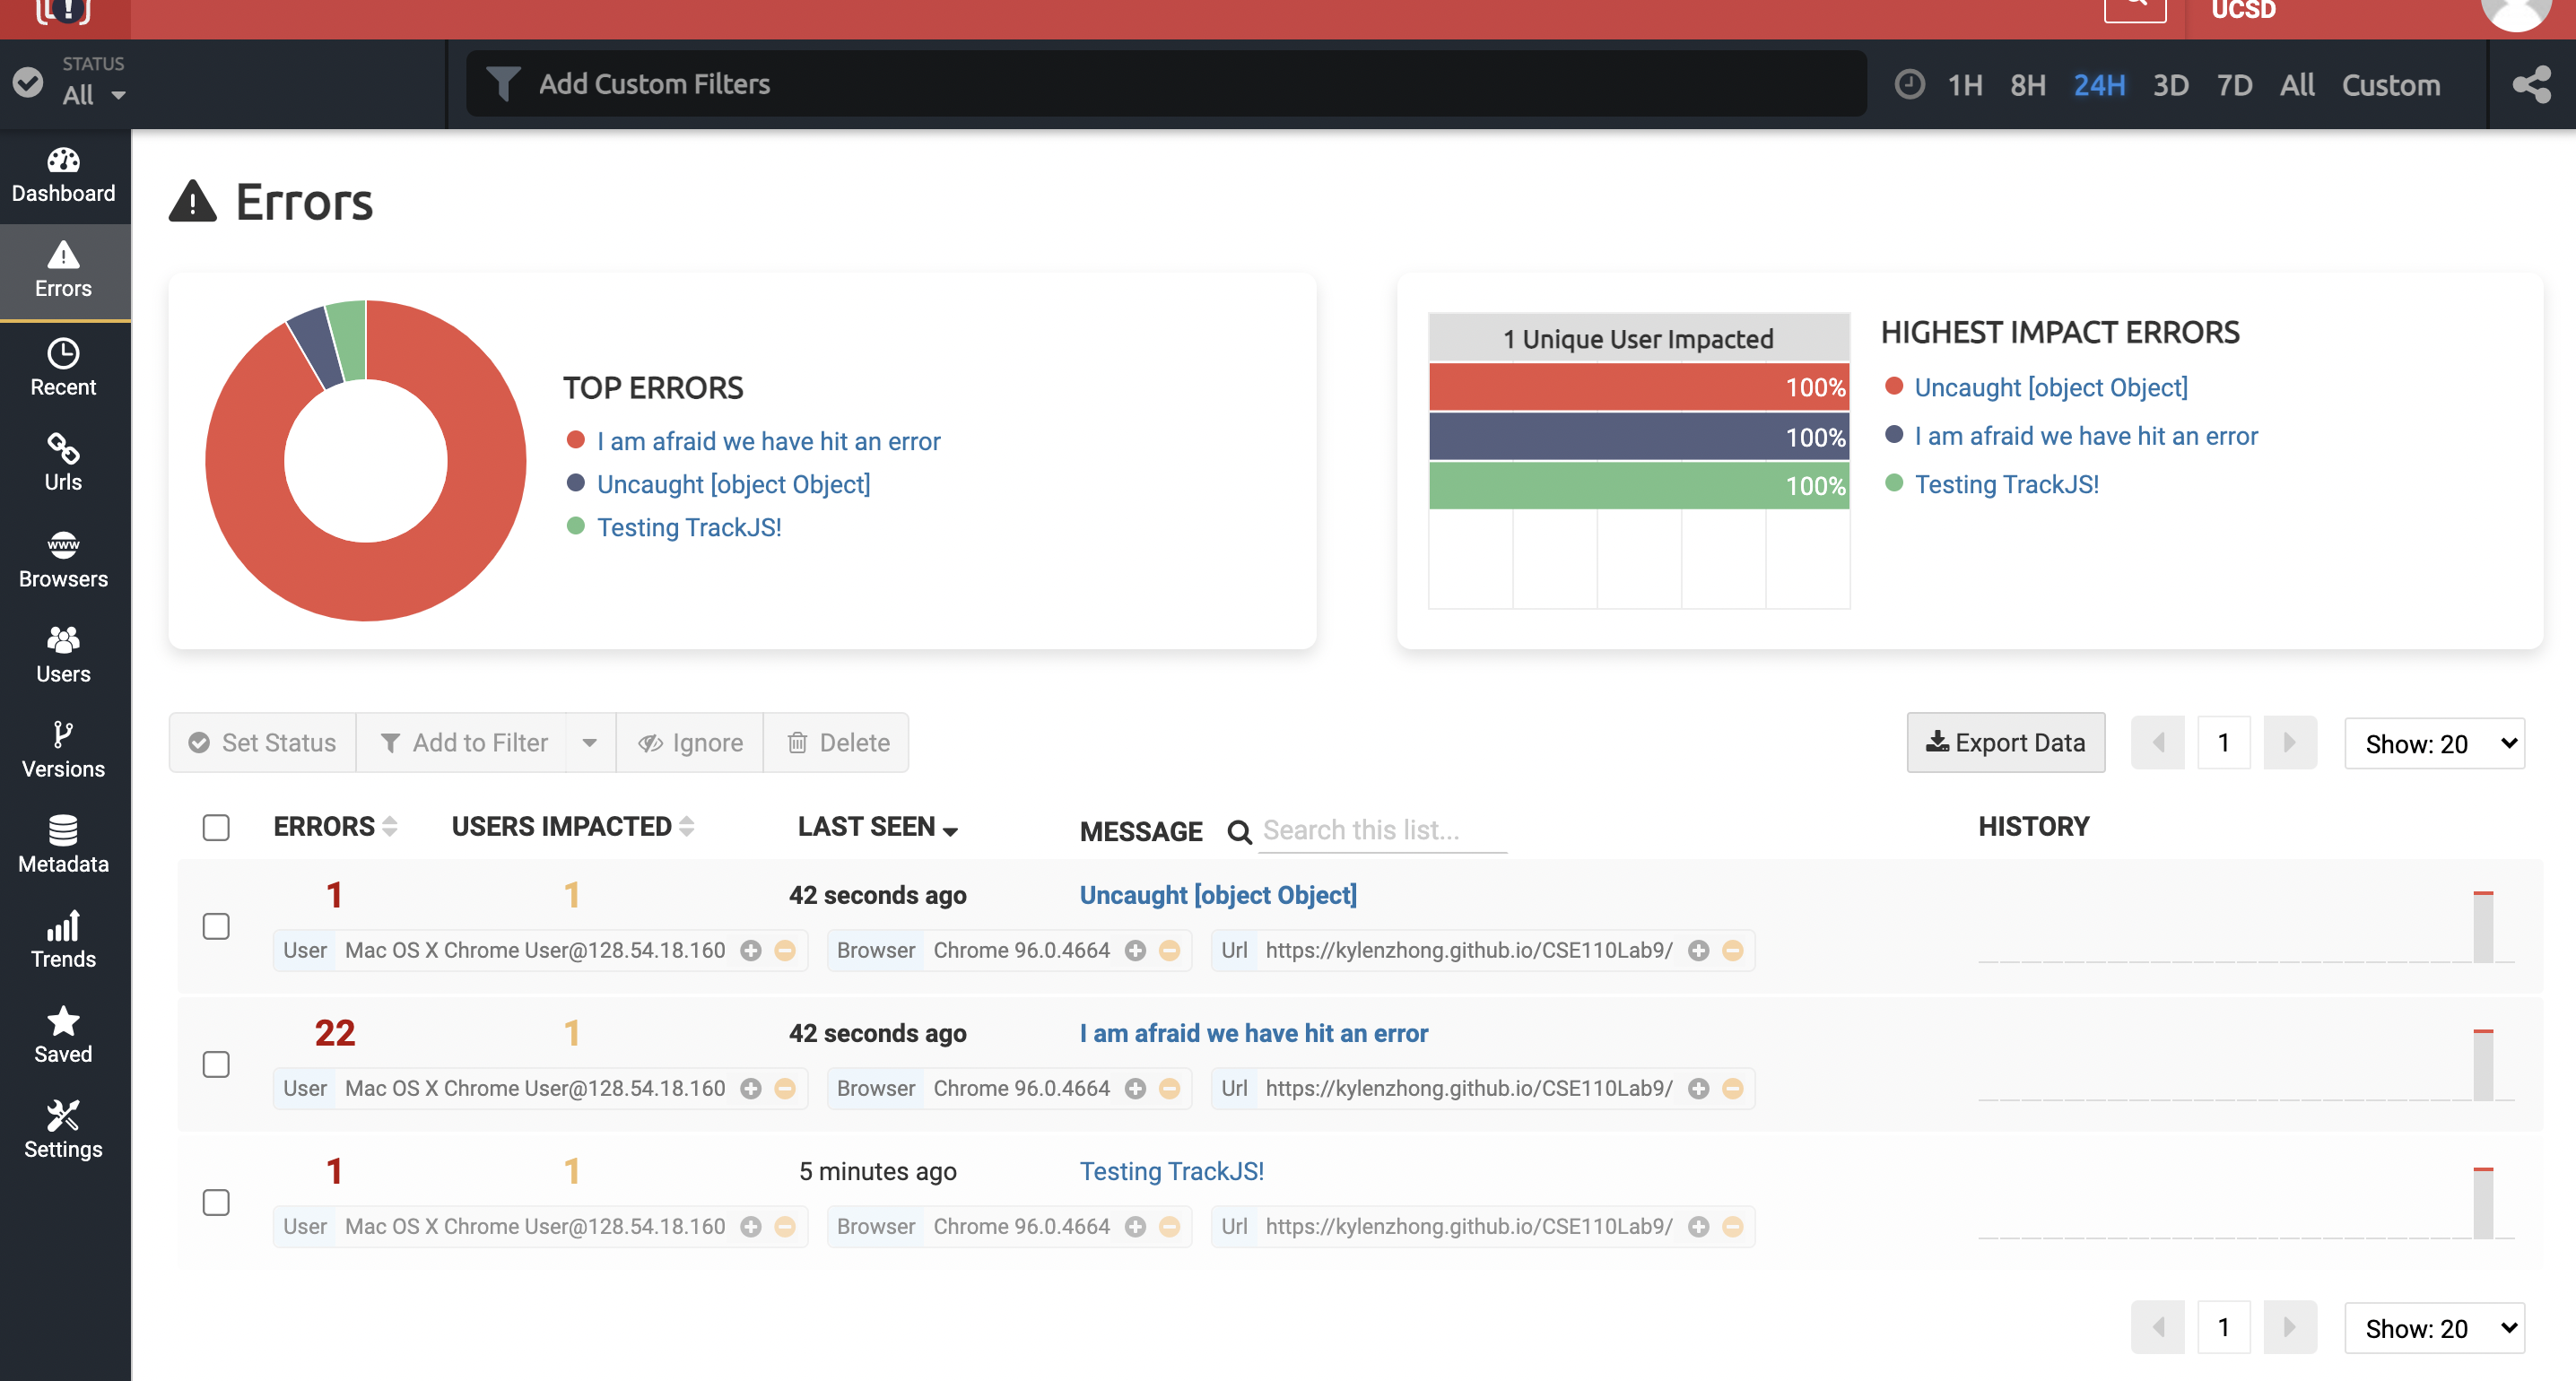 UCSD
STATUS
All
Add Custom Filters
1H 8H 24H 3D 7D All Custom
Dashboard
Errors
Recent
Urls
www
Browsers
Users
Versions
Metadata
Trends
Saved
Settings
Errors
TOP ERRORS
I am afraid we have hit an error
Uncaught [object Object]
Testing TrackJS!
1 Unique User Impacted
100%
100%
100%
HIGHEST IMPACT ERRORS
Uncaught [object Object]
I am afraid we have hit an error
Testing TrackJS!
Set Status Add to Filter Ignore Delete
Export Data 1 Show: 20
ERRORS USERS IMPACTED LAST SEEN MESSAGE Search this list... HISTORY
1 1 42 seconds ago Uncaught [object Object]
User Mac OS X Chrome User@128.54.18.160 Browser Chrome 96.0.4664 Url https://kylenzhong.github.io/CSE110Lab9/
22 1 42 seconds ago I am afraid we have hit an error
User Mac OS X Chrome User@128.54.18.160 Browser Chrome 96.0.4664 Url https://kylenzhong.github.io/CSE110Lab9/
1 1 5 minutes ago Testing TrackJS!
User Mac OS X Chrome User@128.54.18.160 Browser Chrome 96.0.4664 Url https://kylenzhong.github.io/CSE110Lab9/
1 Show: 20